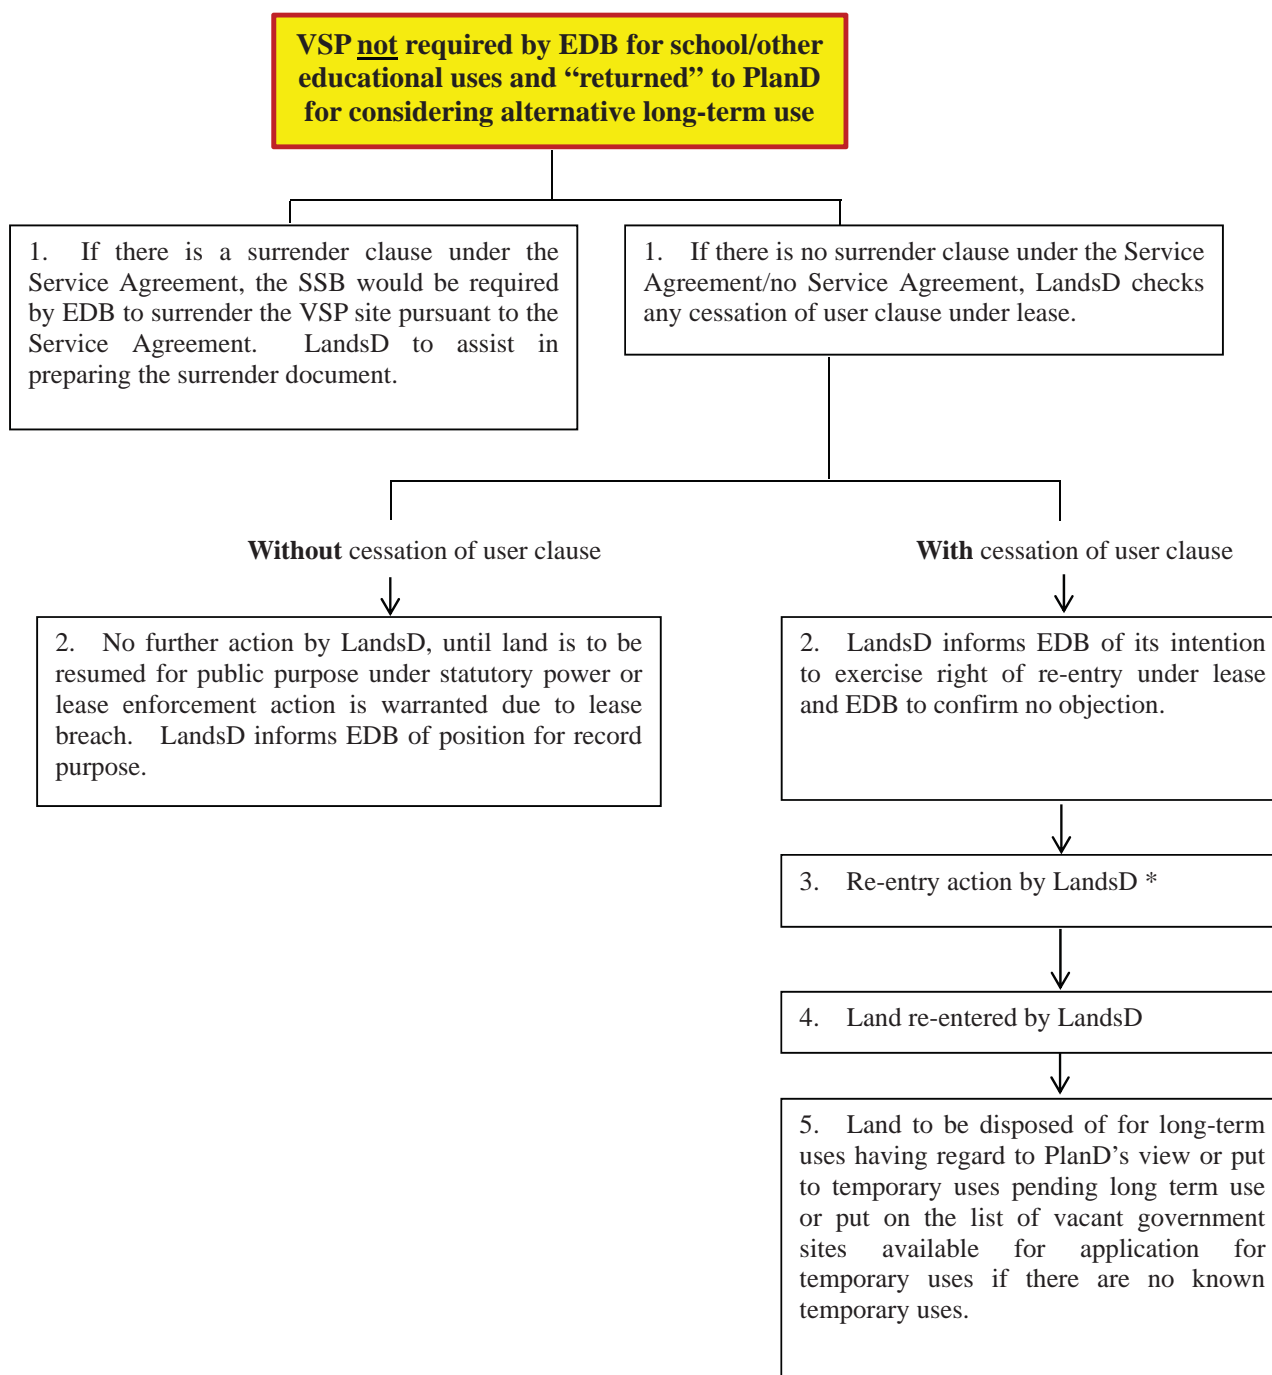 VSP not required by EDB for school/other
educational uses and “returned” to PlanD
for considering alternative long-term use
1. If there is a surrender clause under the
Service Agreement, the SSB would be required
by EDB to surrender the VSP site pursuant to the
Service Agreement. LandsD to assist in
preparing the surrender document.
1. If there is no surrender clause under the Service
Agreement/no Service Agreement, LandsD checks
any cessation of user clause under lease.
Without cessation of user clause
With cessation of user clause
2. No further action by LandsD, until land is to be
resumed for public purpose under statutory power or
lease enforcement action is warranted due to lease
breach. LandsD informs EDB of position for record
purpose.
2. LandsD informs EDB of its intention
to exercise right of re-entry under lease
and EDB to confirm no objection.
3. Re-entry action by LandsD *
4. Land re-entered by LandsD
5. Land to be disposed of for long-term
uses having regard to PlanD’s view or put
to temporary uses pending long term use
or put on the list of vacant government
sites available for application for
temporary uses if there are no known
temporary uses.